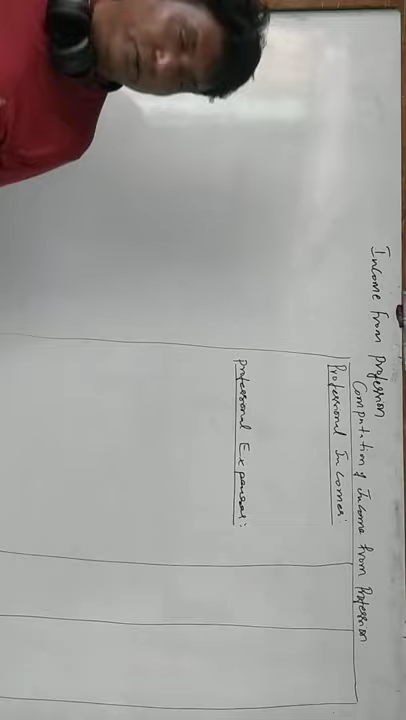 Income from Profession
Computation of Income from Profession
Professional Incomes:
Professional Expenses: